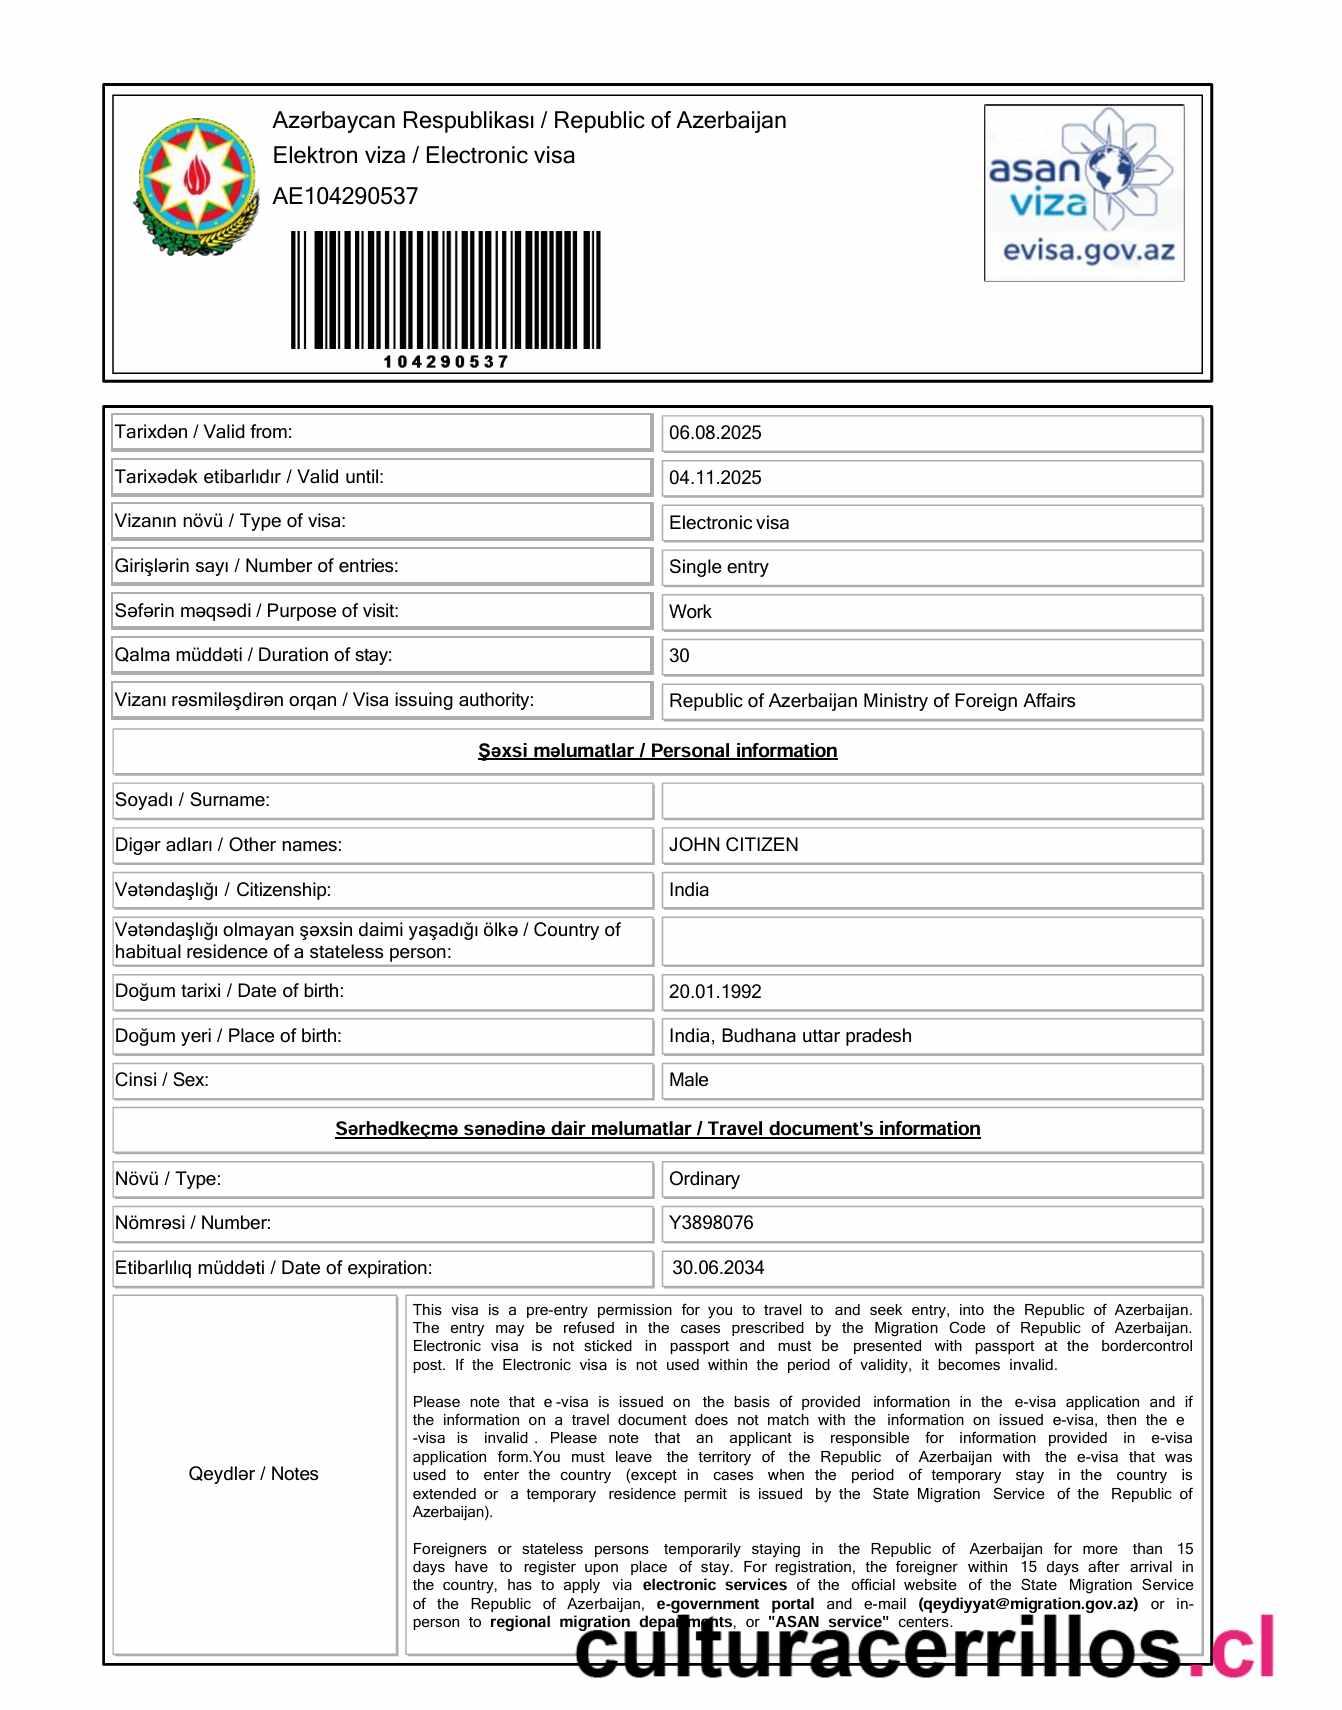 Azərbaycan Respublikası / Republic of Azerbaijan
Elektron viza / Electronic visa
AE104290537
104290537
asan
viza
evisa.gov.az
Tarixdən / Valid from: 06.08.2025
Tarixədək etibarlıdır / Valid until: 04.11.2025
Vizanın növü / Type of visa: Electronic visa
Girişlərin sayı / Number of entries: Single entry
Səfərin məqsədi / Purpose of visit: Work
Qalma müddəti / Duration of stay: 30
Vizanı rəsmiləşdirən orqan / Visa issuing authority: Republic of Azerbaijan Ministry of Foreign Affairs
Şəxsi məlumatlar / Personal information
Soyadı / Surname:
Digər adları / Other names: JOHN CITIZEN
Vətəndaşlığı / Citizenship: India
Vətəndaşlığı olmayan şəxsin daimi yaşadığı ölkə / Country of
habitual residence of a stateless person:
Doğum tarixi / Date of birth: 20.01.1992
Doğum yeri / Place of birth: India, Budhana uttar pradesh
Cinsi / Sex: Male
Sərhədkeçmə sənədinə dair məlumatlar / Travel document's information
Növü / Type: Ordinary
Nömrəsi / Number: Y3898076
Etibarlılıq müddəti / Date of expiration: 30.06.2034
Qeydlər / Notes
This visa is a pre-entry permission for you to travel to and seek entry, into the Republic of Azerbaijan.
The entry may be refused in the cases prescribed by the Migration Code of Republic of Azerbaijan.
Electronic visa is not sticked in passport and must be presented with passport at the bordercontrol
post. If the Electronic visa is not used within the period of validity, it becomes invalid.
Please note that e -visa is issued on the basis of provided information in the e-visa application and if
the information on a travel document does not match with the information on issued e-visa, then the e
-visa is invalid . Please note that an applicant is responsible for information provided in e-visa
application form.You must leave the territory of the Republic of Azerbaijan with the e-visa that was
used to enter the country (except in cases when the period of temporary stay in the country is
extended or a temporary residence permit is issued by the State Migration Service of the Republic of
Azerbaijan).
Foreigners or stateless persons temporarily staying in the Republic of Azerbaijan for more than 15
days have to register upon place of stay. For registration, the foreigner within 15 days after arrival in
the country, has to apply via electronic services of the official website of the State Migration Service
of the Republic of Azerbaijan, e-government portal and e-mail (qeydiyyat@migration.gov.az) or in-
person to regional migration departments, or "ASAN service" centers.
culturacerrillos.cl